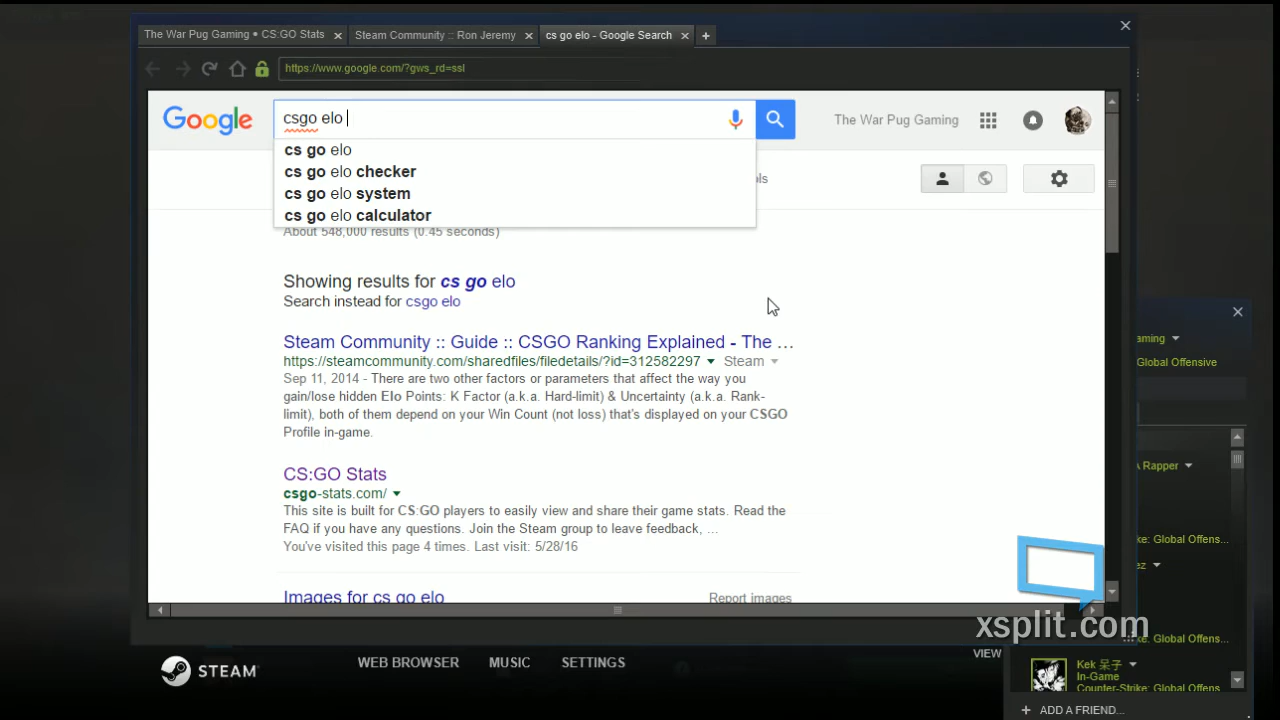 The War Pug Gaming • CS:GO Stats
Steam Community :: Ron Jeremy
cs go elo - Google Search
https://www.google.com/?gws_rd=ssl
Google
csgo elo
The War Pug Gaming
cs go elo
cs go elo checker
cs go elo system
cs go elo calculator
ols
About 548,000 results (0.45 seconds)
Showing results for cs go elo
Search instead for csgo elo
Steam Community :: Guide :: CSGO Ranking Explained - The ...
https://steamcommunity.com/sharedfiles/filedetails/?id=312582297
Steam
Sep 11, 2014 - There are two other factors or parameters that affect the way you
gain/lose hidden Elo Points: K Factor (a.k.a. Hard-limit) & Uncertainty (a.k.a. Rank-
limit), both of them depend on your Win Count (not loss) that's displayed on your CSGO
Profile in-game.
CS:GO Stats
csgo-stats.com/
This site is built for CS:GO players to easily view and share their game stats. Read the
FAQ if you have any questions. Join the Steam group to leave feedback, ...
You've visited this page 4 times. Last visit: 5/28/16
Images for cs go elo
Report images
aming
Global Offensive
A Rapper
ke: Global Offens...
ez
ke: Global Offens...
Kek 呆子
In-Game
Counter-Strike: Global Offens...
+ ADD A FRIEND...
xsplit.com
VIEW
STEAM
WEB BROWSER
MUSIC
SETTINGS